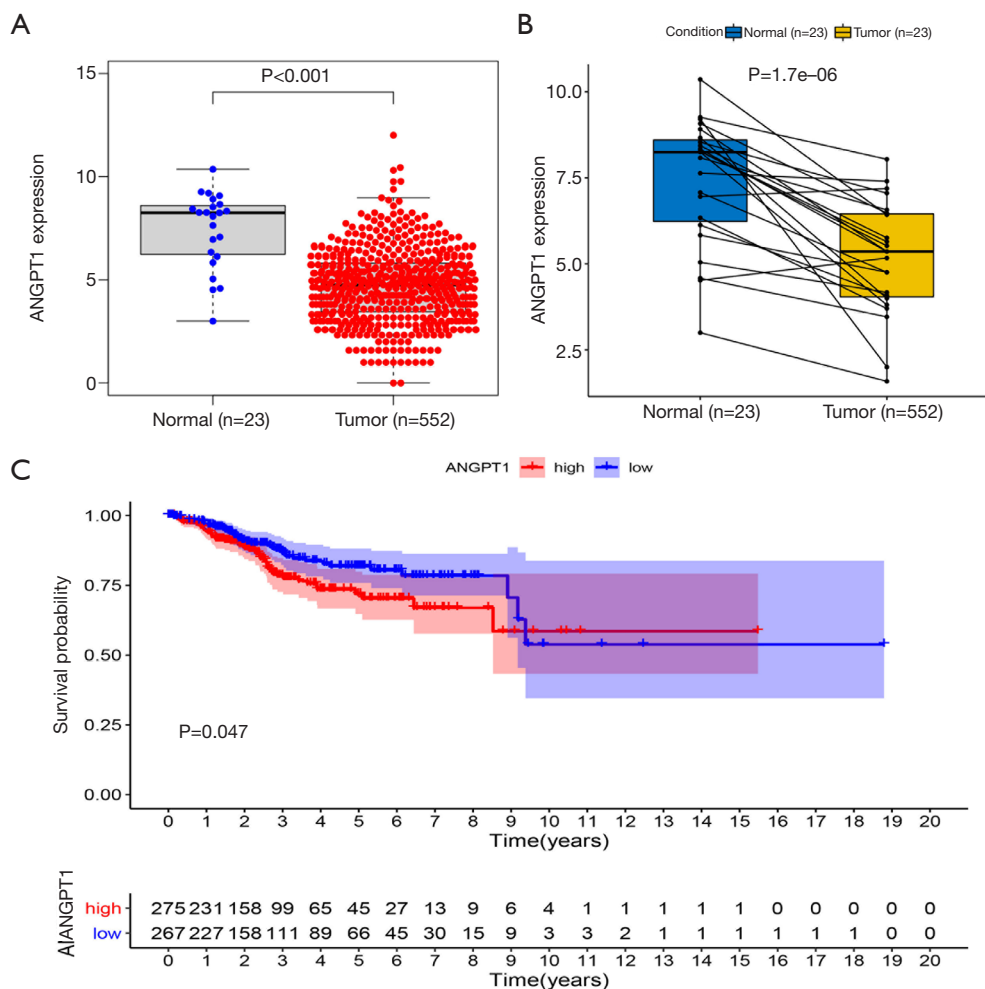 A
P<0.001
15
10
5
0
ANGPT1 expression
Normal (n=23) Tumor (n=552)
B
Condition Normal (n=23) Tumor (n=23)
P=1.7e–06
10.0
7.5
5.0
2.5
ANGPT1 expression
Normal (n=23) Tumor (n=552)
C
ANGPT1 high low
1.00
0.75
0.50
0.25
0.00
Survival probability
P=0.047
0 1 2 3 4 5 6 7 8 9 10 11 12 13 14 15 16 17 18 19 20
Time(years)
AIANGPT1
high 275 231 158 99 65 45 27 13 9 6 4 1 1 1 1 1 0 0 0 0 0
low 267 227 158 111 89 66 45 30 15 9 3 3 2 1 1 1 1 1 1 0 0
0 1 2 3 4 5 6 7 8 9 10 11 12 13 14 15 16 17 18 19 20
Time(years)